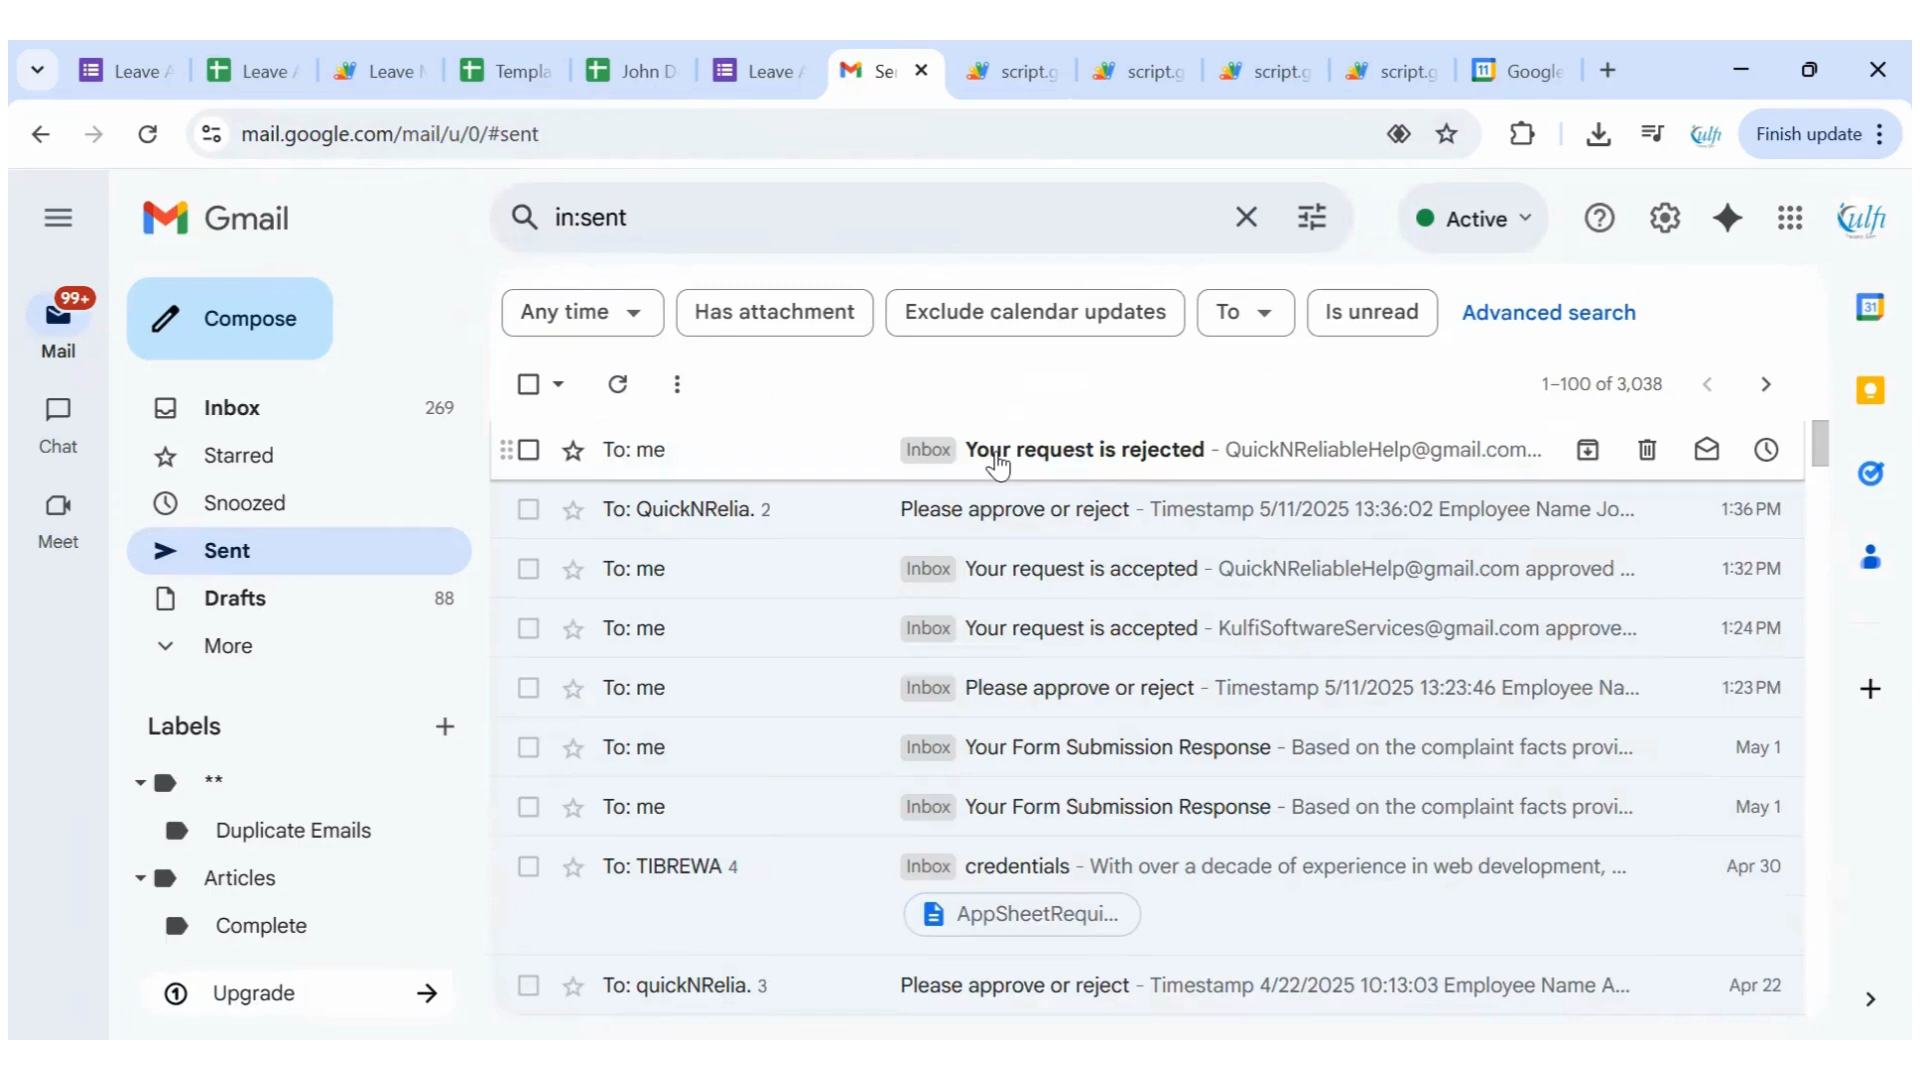 Leave A
Leave A
Leave N
Templa
John D
Leave A
Se
script.g
script.g
script.g
script.g
11 Google
mail.google.com/mail/u/0/#sent
Kulfi
Finish update
Gmail
in:sent
Active
Kulfi
99+
Mail
Chat
Meet
Compose
Inbox 269
Starred
Snoozed
Sent
Drafts 88
More
Labels
**
Duplicate Emails
Articles
Complete
Upgrade
Any time
Has attachment
Exclude calendar updates
To
Is unread
Advanced search
1–100 of 3,038
To: me Inbox Your request is rejected - QuickNReliableHelp@gmail.com...
To: QuickNRelia. 2 Please approve or reject - Timestamp 5/11/2025 13:36:02 Employee Name Jo... 1:36 PM
To: me Inbox Your request is accepted - QuickNReliableHelp@gmail.com approved ... 1:32 PM
To: me Inbox Your request is accepted - KulfiSoftwareServices@gmail.com approve... 1:24 PM
To: me Inbox Please approve or reject - Timestamp 5/11/2025 13:23:46 Employee Na... 1:23 PM
To: me Inbox Your Form Submission Response - Based on the complaint facts provi... May 1
To: me Inbox Your Form Submission Response - Based on the complaint facts provi... May 1
To: TIBREWA 4 Inbox credentials - With over a decade of experience in web development, ... Apr 30
AppSheetRequi...
To: quickNRelia. 3 Please approve or reject - Timestamp 4/22/2025 10:13:03 Employee Name A... Apr 22
31